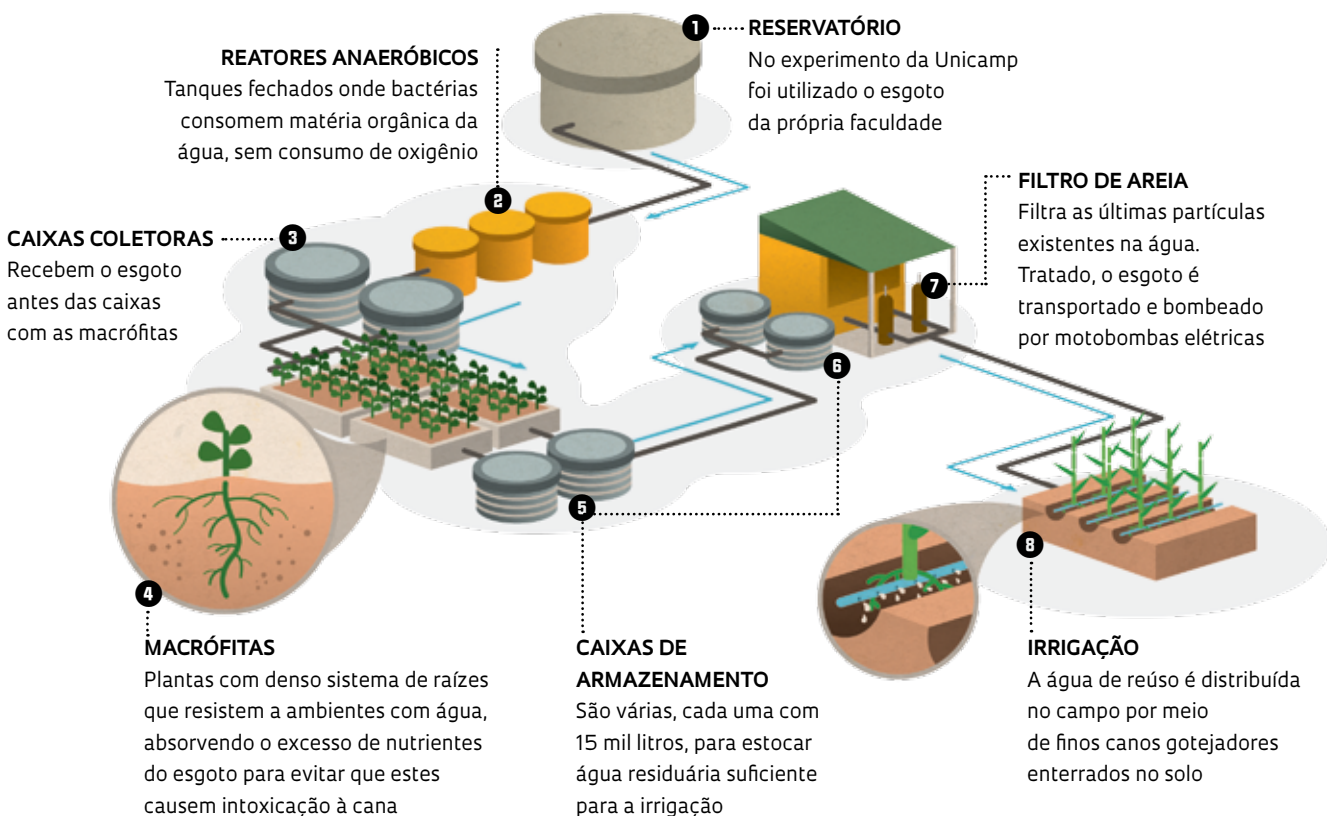 1
RESERVATÓRIO
No experimento da Unicamp
foi utilizado o esgoto
da própria faculdade
REATORES ANAERÓBICOS
Tanques fechados onde bactérias
consomem matéria orgânica da
água, sem consumo de oxigênio
2
CAIXAS COLETORAS
3
Recebem o esgoto
antes das caixas
com as macrófitas
FILTRO DE AREIA
Filtra as últimas partículas
existentes na água.
Tratado, o esgoto é
transportado e bombeado
por motobombas elétricas
7
6
5
8
4
MACRÓFITAS
Plantas com denso sistema de raízes
que resistem a ambientes com água,
absorvendo o excesso de nutrientes
do esgoto para evitar que estes
causem intoxicação à cana
CAIXAS DE
ARMAZENAMENTO
São várias, cada uma com
15 mil litros, para estocar
água residuária suficiente
para a irrigação
IRRIGAÇÃO
A água de reúso é distribuída
no campo por meio
de finos canos gotejadores
enterrados no solo